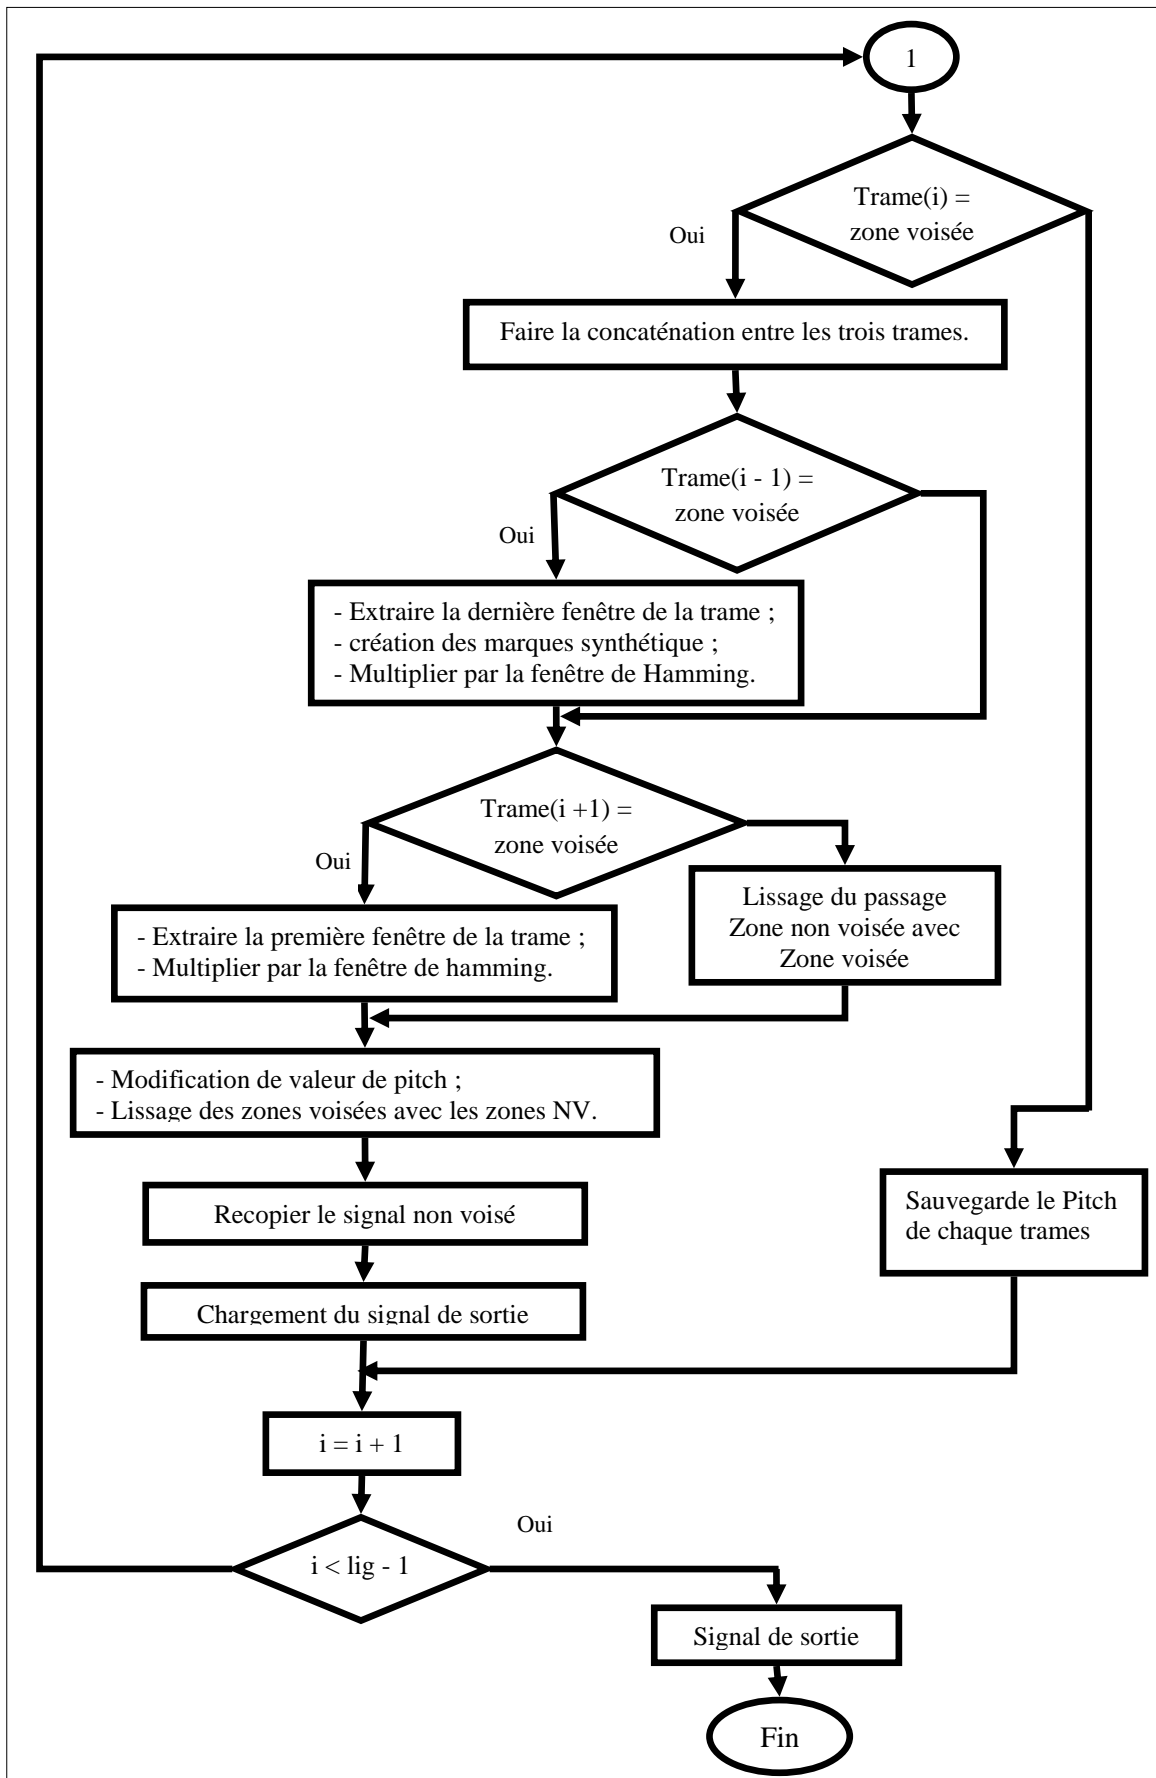 1
Trame(i) =
zone voisée
Oui
Faire la concaténation entre les trois trames.
Trame(i - 1) =
zone voisée
Oui
- Extraire la dernière fenêtre de la trame ;
- création des marques synthétique ;
- Multiplier par la fenêtre de Hamming.
Trame(i +1) =
zone voisée
Oui
Lissage du passage
Zone non voisée avec
Zone voisée
- Extraire la première fenêtre de la trame ;
- Multiplier par la fenêtre de hamming.
- Modification de valeur de pitch ;
- Lissage des zones voisées avec les zones NV.
Sauvegarde le Pitch
de chaque trames
Recopier le signal non voisé
Chargement du signal de sortie
i = i + 1
Oui
i < lig - 1
Signal de sortie
Fin